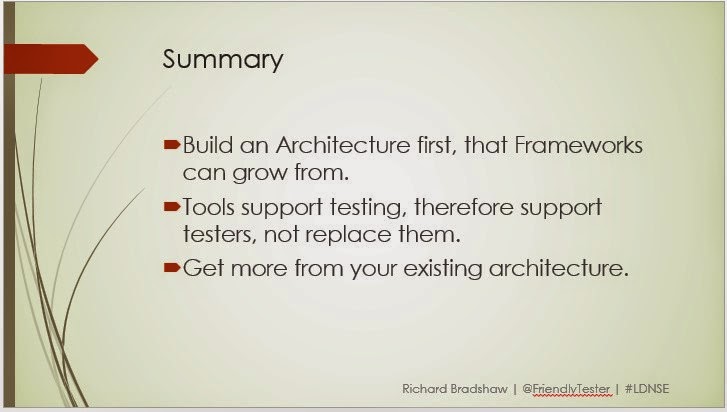 Summary
Build an Architecture first, that Frameworks
can grow from.
Tools support testing, therefore support
testers, not replace them.
Get more from your existing architecture.
Richard Bradshaw | @FriendlyTester | #LDNSE